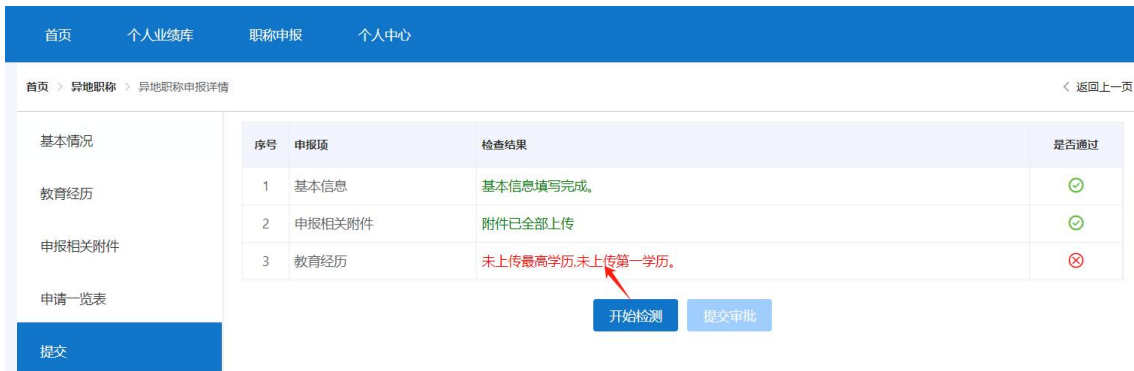 首页 个人业绩库 职称申报 个人中心
首页 > 异地职称 > 异地职称申报详情 < 返回上一页
基本情况
教育经历
申报相关附件
申请一览表
提交
序号 申报项 检查结果 是否通过
1 基本信息 基本信息填写完成。
2 申报相关附件 附件已全部上传
3 教育经历 未上传最高学历,未上传第一学历。
开始检测 提交审批